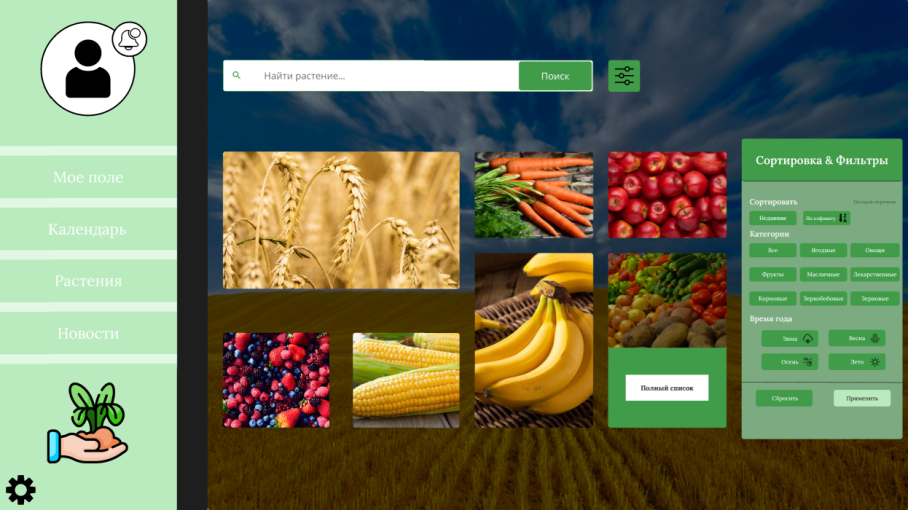 Мое поле
Календарь
Растения
Новости
Найти растение...
Поиск
Полный список
Сортировка & Фильтры
Сортировать
Недавние
По алфавиту
Категории
Все
Ягодные
Овощи
Фрукты
Масличные
Лекарственные
Кормовые
Зернобобовые
Зерновые
Время года
Зима
Весна
Осень
Лето
Сбросить
Применить